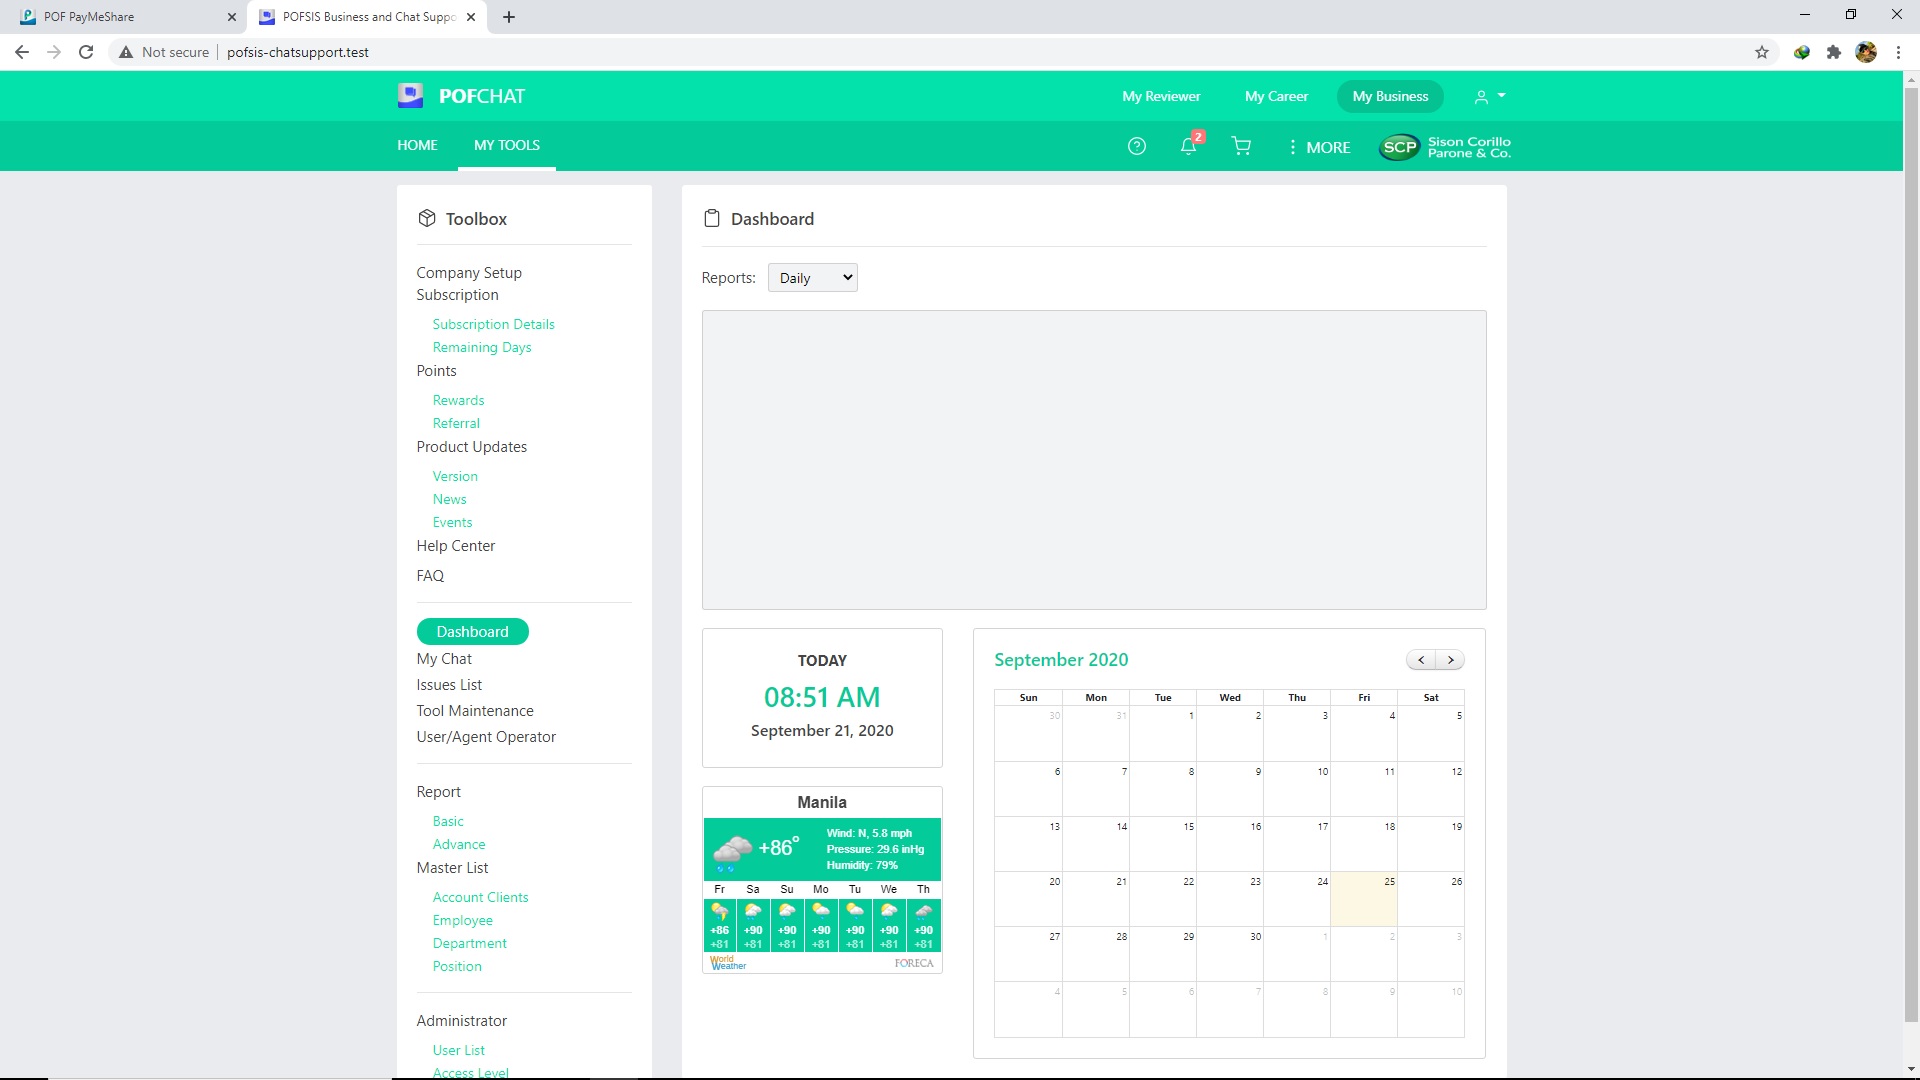 POF PayMeShare
POFSIS Business and Chat Suppo
Not secure
pofsis-chatsupport.test
POFCHAT
My Reviewer
My Career
My Business
HOME
MY TOOLS
2
MORE
SCP
Sison Corillo
Parone & Co.
Toolbox
Company Setup
Subscription
Subscription Details
Remaining Days
Points
Rewards
Referral
Product Updates
Version
News
Events
Help Center
FAQ
Dashboard
My Chat
Issues List
Tool Maintenance
User/Agent Operator
Report
Basic
Advance
Master List
Account Clients
Employee
Department
Position
Administrator
User List
Access Level
Dashboard
Reports: Daily
TODAY
08:51 AM
September 21, 2020
Manila
+86°
Wind: N, 5.8 mph
Pressure: 29.6 inHg
Humidity: 79%
Fr Sa Su Mo Tu We Th
+86 +90 +90 +90 +90 +90 +90
+81 +81 +81 +81 +81 +81 +81
World
Weather
FORECA
September 2020
Sun Mon Tue Wed Thu Fri Sat
30 31 1 2 3 4 5
6 7 8 9 10 11 12
13 14 15 16 17 18 19
20 21 22 23 24 25 26
27 28 29 30 1 2 3
4 5 6 7 8 9 10